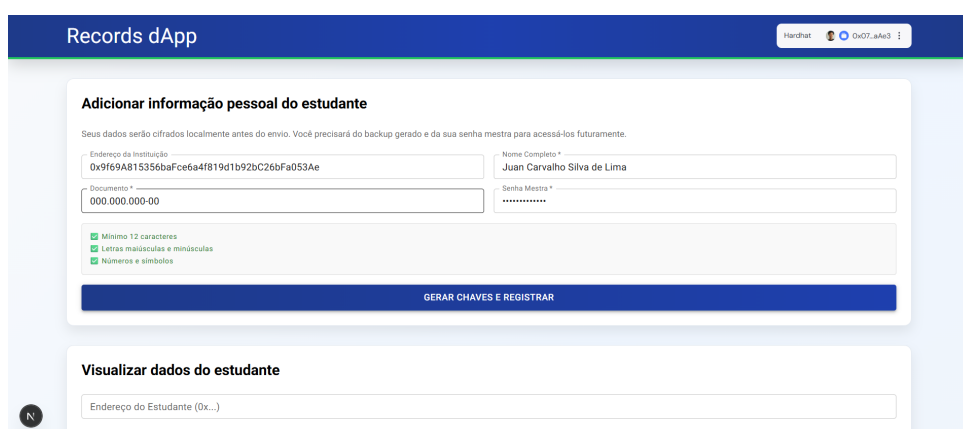 Records dApp
Hardhat 0x07...aAe3
Adicionar informação pessoal do estudante
Seus dados serão cifrados localmente antes do envio. Você precisará do backup gerado e da sua senha mestra para acessá-los futuramente.
Endereço da Instituição
0x9f69A815356baFce6a4f819d1b92bC26bFa053Ae
Nome Completo *
Juan Carvalho Silva de Lima
Documento *
000.000.000-00
Senha Mestra *
•••••••••••••
Mínimo 12 caracteres
Letras maiúsculas e minúsculas
Números e símbolos
GERAR CHAVES E REGISTRAR
Visualizar dados do estudante
Endereço do Estudante (0x...)
N